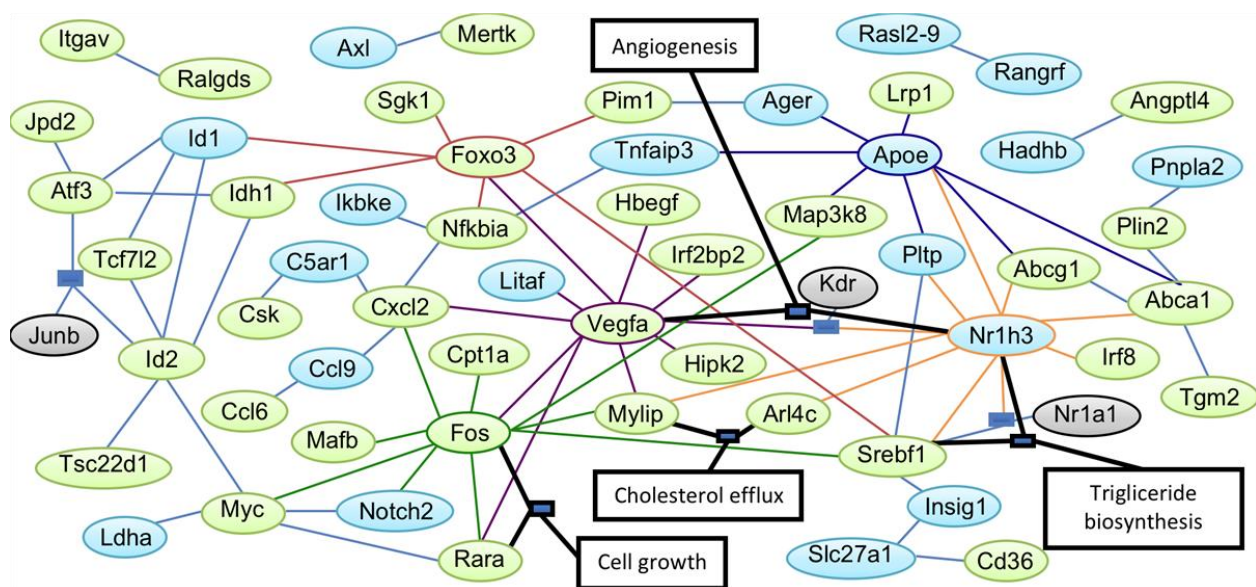 Itgav
Ralgds
Axl
Mertk
Angiogenesis
Rasl2-9
Rangrf
Jpd2
Id1
Sgk1
Pim1
Ager
Lrp1
Angptl4
Atf3
Idh1
Foxo3
Tnfaip3
Apoe
Hadhb
Pnpla2
Ikbke
Nfkbia
Hbegf
Map3k8
Plin2
Tcf7l2
C5ar1
Litaf
Irf2bp2
Pltp
Abcg1
Csk
Cxcl2
Kdr
Abca1
Junb
Vegfa
Nr1h3
Id2
Ccl9
Cpt1a
Hipk2
Irf8
Ccl6
Mylip
Arl4c
Nr1a1
Tgm2
Mafb
Fos
Srebf1
Tsc22d1
Cholesterol efflux
Trigliceride
biosynthesis
Myc
Notch2
Insig1
Ldha
Rara
Cell growth
Slc27a1
Cd36